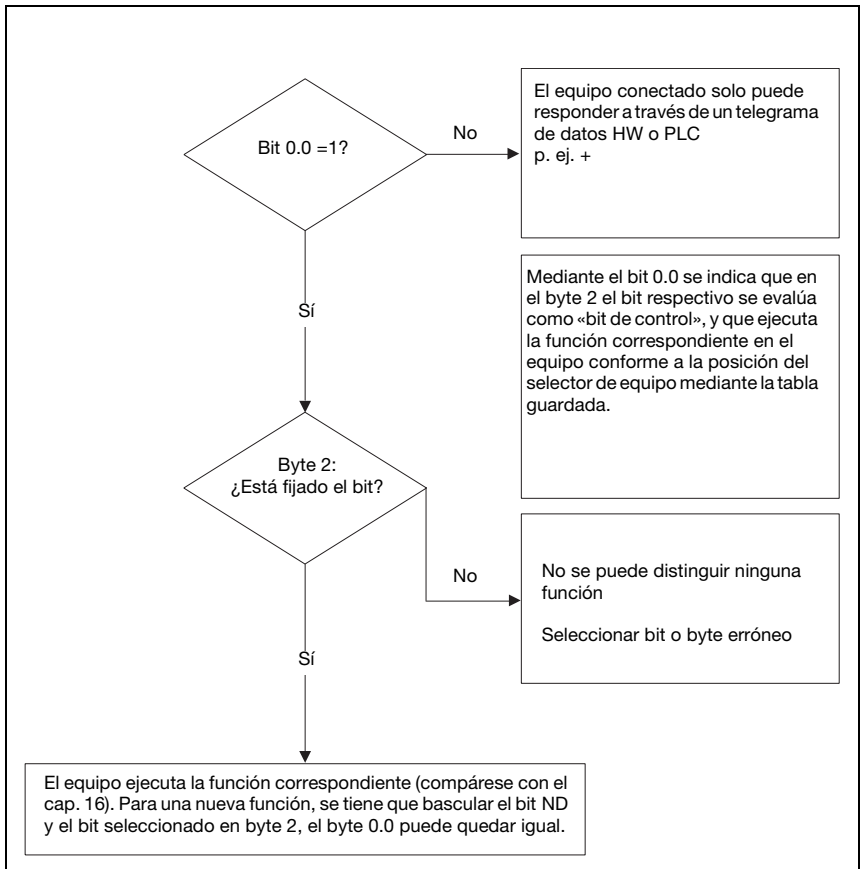 Bit 0.0 =1?
No
El equipo conectado solo puede
responder a través de un telegrama
de datos HW o PLC
p. ej. +
Mediante el bit 0.0 se indica que en
el byte 2 el bit respectivo se evalúa
como «bit de control», y que ejecuta
la función correspondiente en el
equipo conforme a la posición del
selector de equipo mediante la tabla
guardada.
Sí
Byte 2:
¿Está fijado el bit?
No
No se puede distinguir ninguna
función
Seleccionar bit o byte erróneo
Sí
El equipo ejecuta la función correspondiente (compárese con el
cap. 16). Para una nueva función, se tiene que bascular el bit ND
y el bit seleccionado en byte 2, el byte 0.0 puede quedar igual.